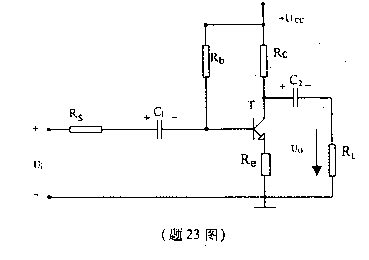 +Ucc
Rb
Rc
T
+ C2 −
Rs
+ C1 −
+
Ui
−
Re
uo
RL
(题23图)